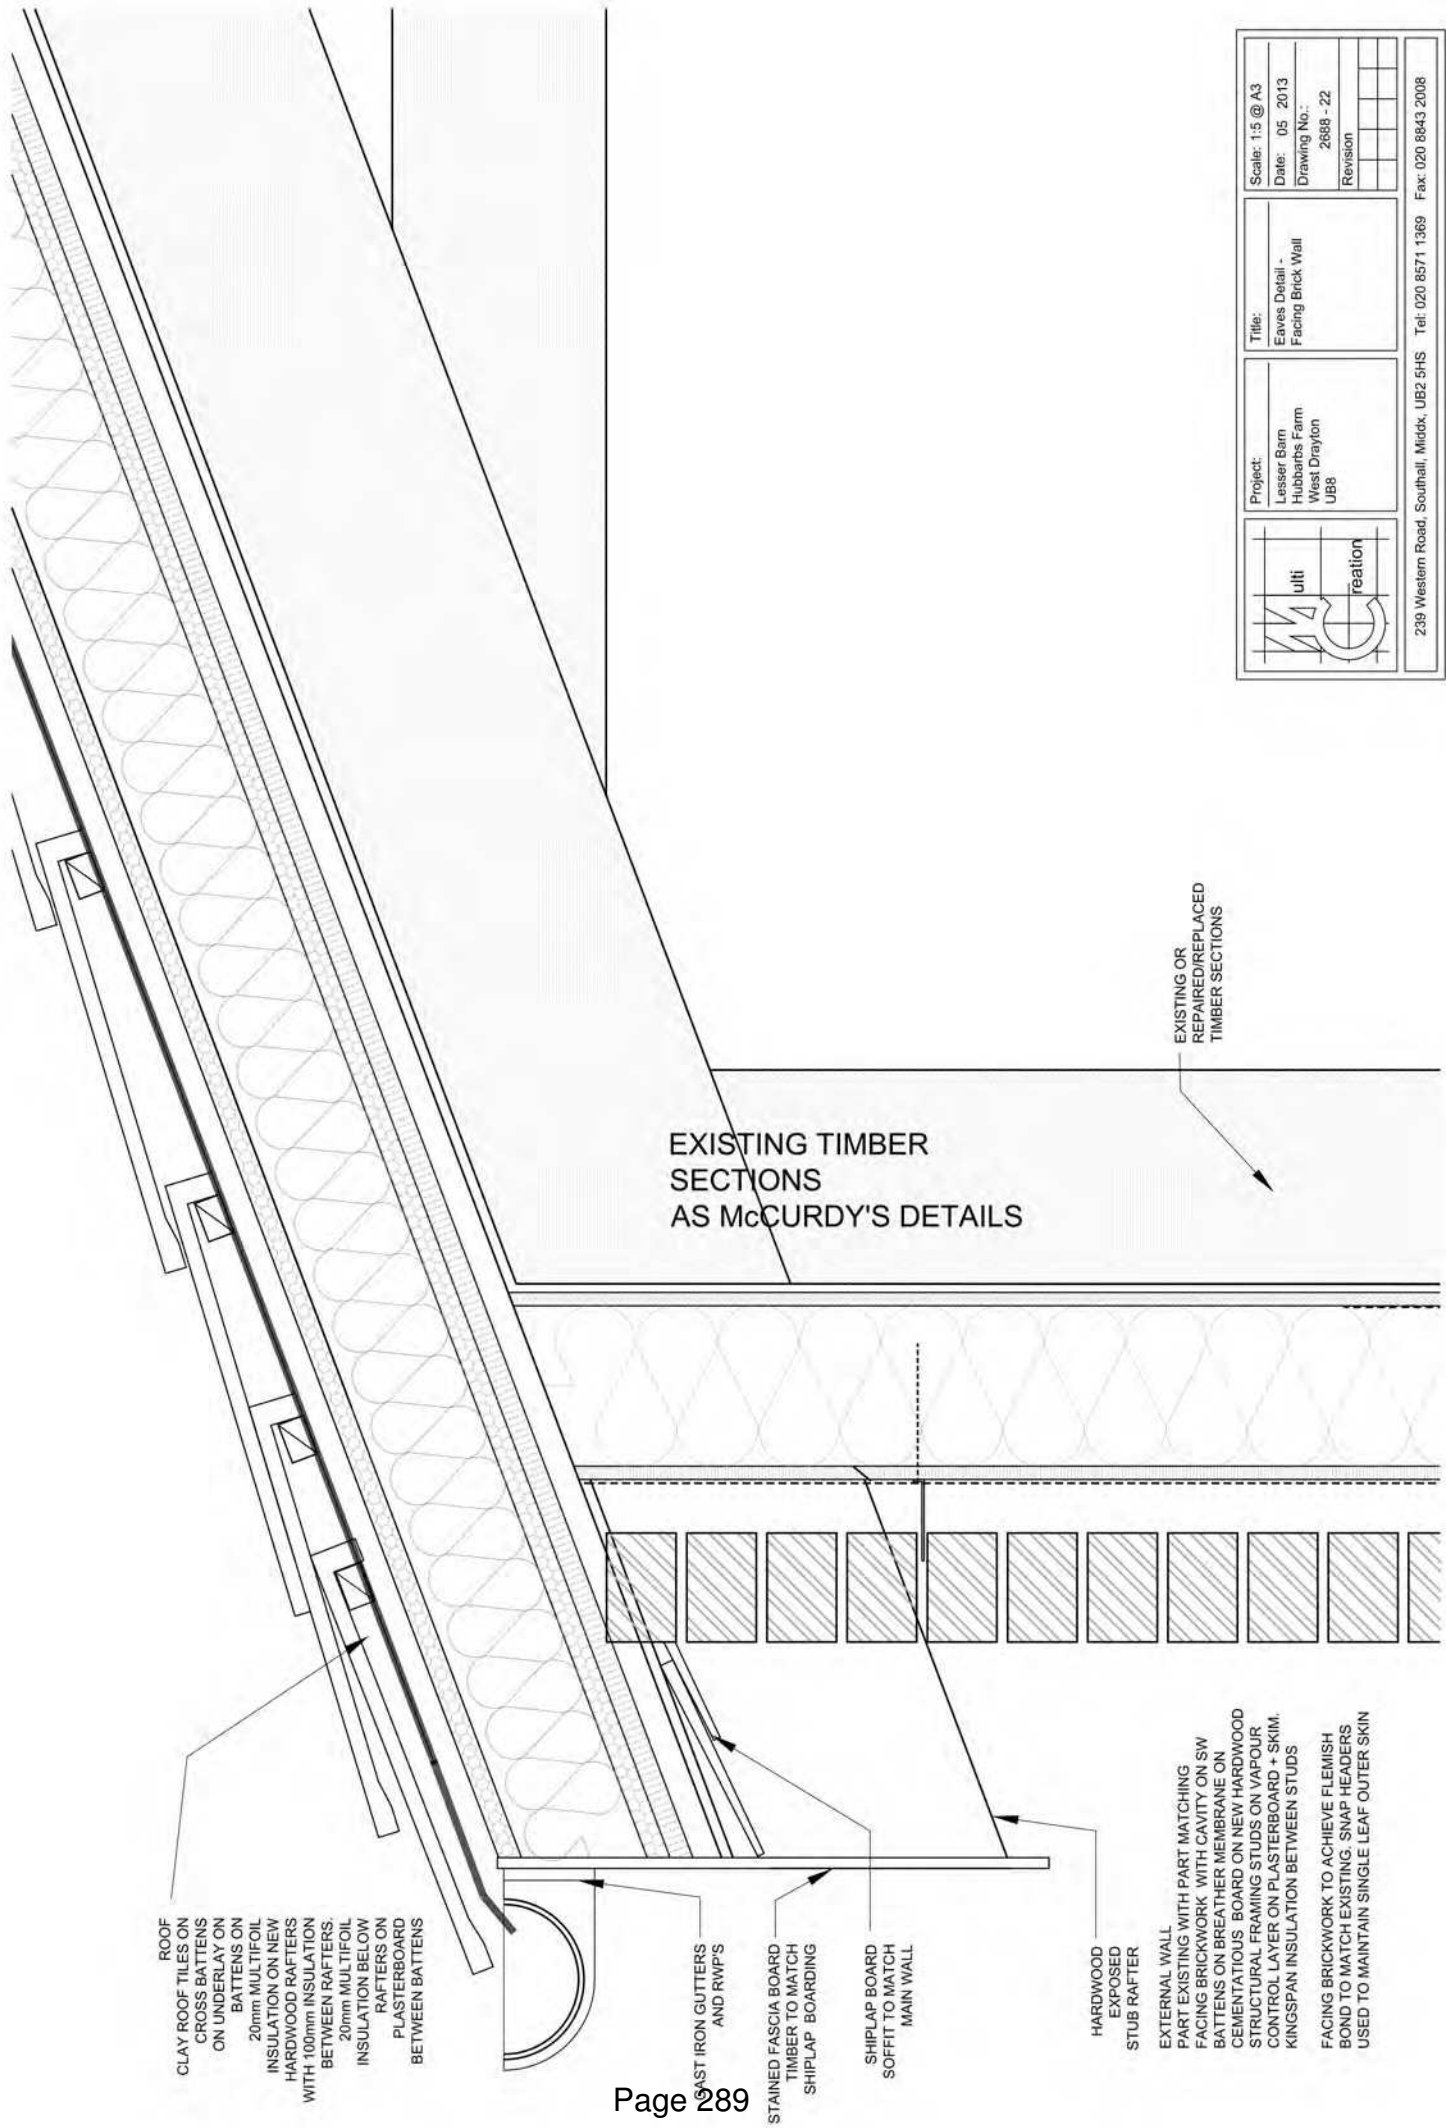 ROOF
CLAY ROOF TILES ON
CROSS BATTENS
ON UNDERLAY ON
BATTENS ON
20mm MULTIFOIL
INSULATION ON NEW
HARDWOOD RAFTERS
WITH 100mm INSULATION
BETWEEN RAFTERS.
20mm MULTIFOIL
INSULATION BELOW
RAFTERS ON
PLASTERBOARD
BETWEEN BATTENS
CAST IRON GUTTERS
AND RWP'S
STAINED FASCIA BOARD
TIMBER TO MATCH
SHIPLAP BOARDING
SHIPLAP BOARD
SOFFIT TO MATCH
MAIN WALL
HARDWOOD
EXPOSED
STUB RAFTER
EXTERNAL WALL
PART EXISTING WITH PART MATCHING
FACING BRICKWORK WITH CAVITY ON SW
BATTENS ON BREATHER MEMBRANE ON
CEMENTATIOUS BOARD ON NEW HARDWOOD
STRUCTURAL FRAMING STUDS ON VAPOUR
CONTROL LAYER ON PLASTERBOARD + SKIM.
KINGSPAN INSULATION BETWEEN STUDS
FACING BRICKWORK TO ACHIEVE FLEMISH
BOND TO MATCH EXISTING. SNAP HEADERS
USED TO MAINTAIN SINGLE LEAF OUTER SKIN
EXISTING TIMBER
SECTIONS
AS McCURDY'S DETAILS
EXISTING OR
REPAIRED/REPLACED
TIMBER SECTIONS
M ulti
C reation
Project:
Lesser Barn
Hubbarbs Farm
West Drayton
UB8
Title:
Eaves Detail -
Facing Brick Wall
Scale: 1:5 @ A3
Date: 05 2013
Drawing No.:
2688 - 22
Revision
239 Western Road, Southall, Middx, UB2 5HS Tel: 020 8571 1369 Fax: 020 8843 2008
Page 289